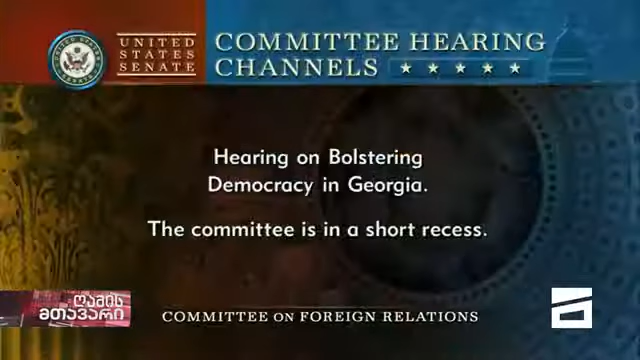 UNITED
STATES
SENATE
COMMITTEE HEARING
CHANNELS
Hearing on Bolstering
Democracy in Georgia.
The committee is in a short recess.
ღამის
მთავარი
COMMITTEE ON FOREIGN RELATIONS